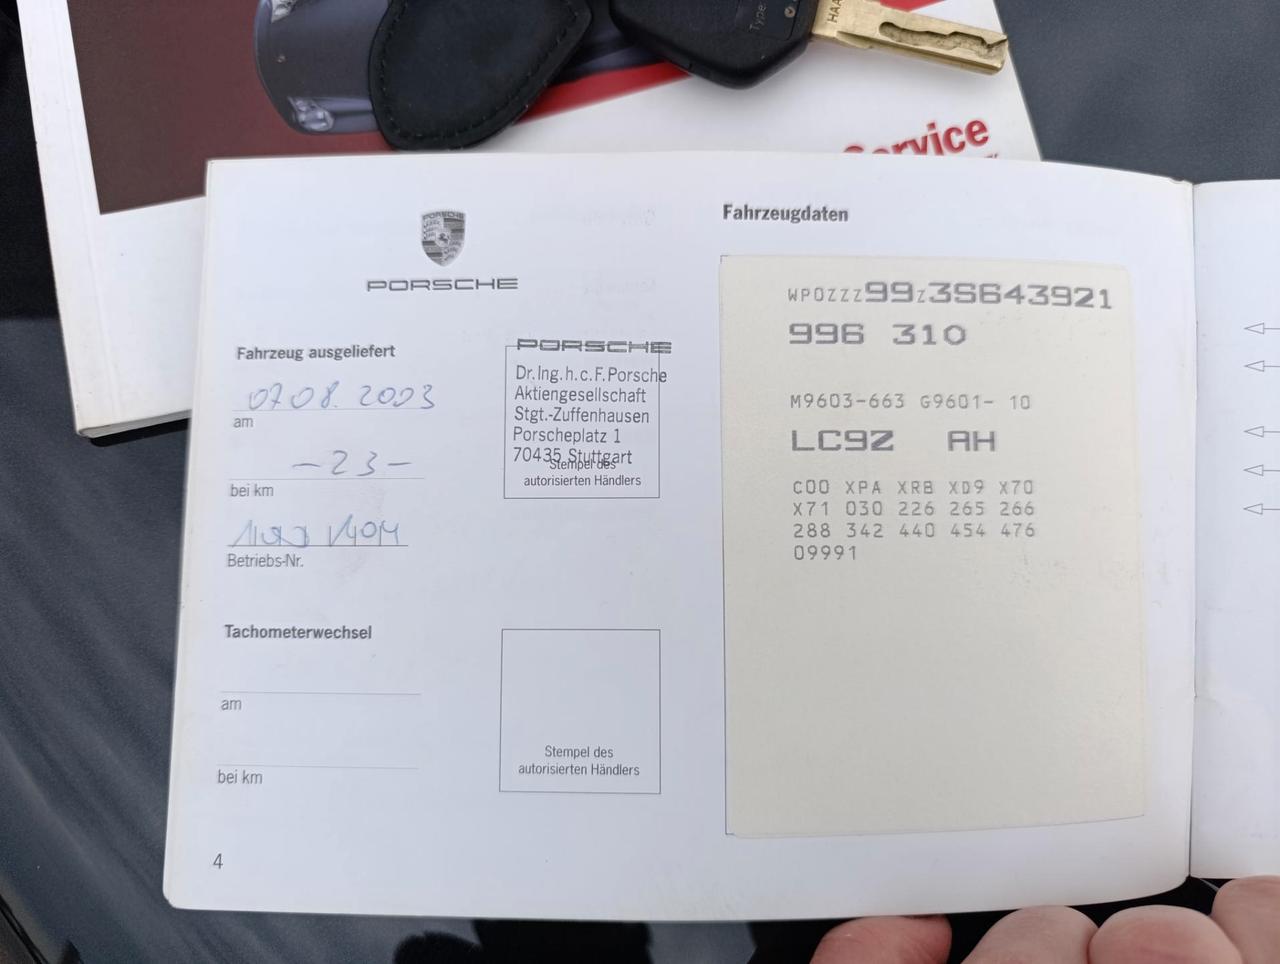 Type:
HAA
Service
PORSCHE
PORSCHE
Fahrzeug ausgeliefert
07.08.2003
am
-23-
bei km
Betriebs-Nr.
PORSCHE
Dr.Ing.h.c.F.Porsche
Aktiengesellschaft
Stgt.-Zuffenhausen
Porscheplatz 1
70435 Stuttgart
Stempel des
autorisierten Händlers
Tachometerwechsel
am
bei km
Stempel des
autorisierten Händlers
4
Fahrzeugdaten
WP0ZZZ99Z3S643921
996 310
M9603-663 G9601- 10
LC9Z AH
C00 XPA XRB XD9 X70
X71 030 226 265 266
288 342 440 454 476
09991